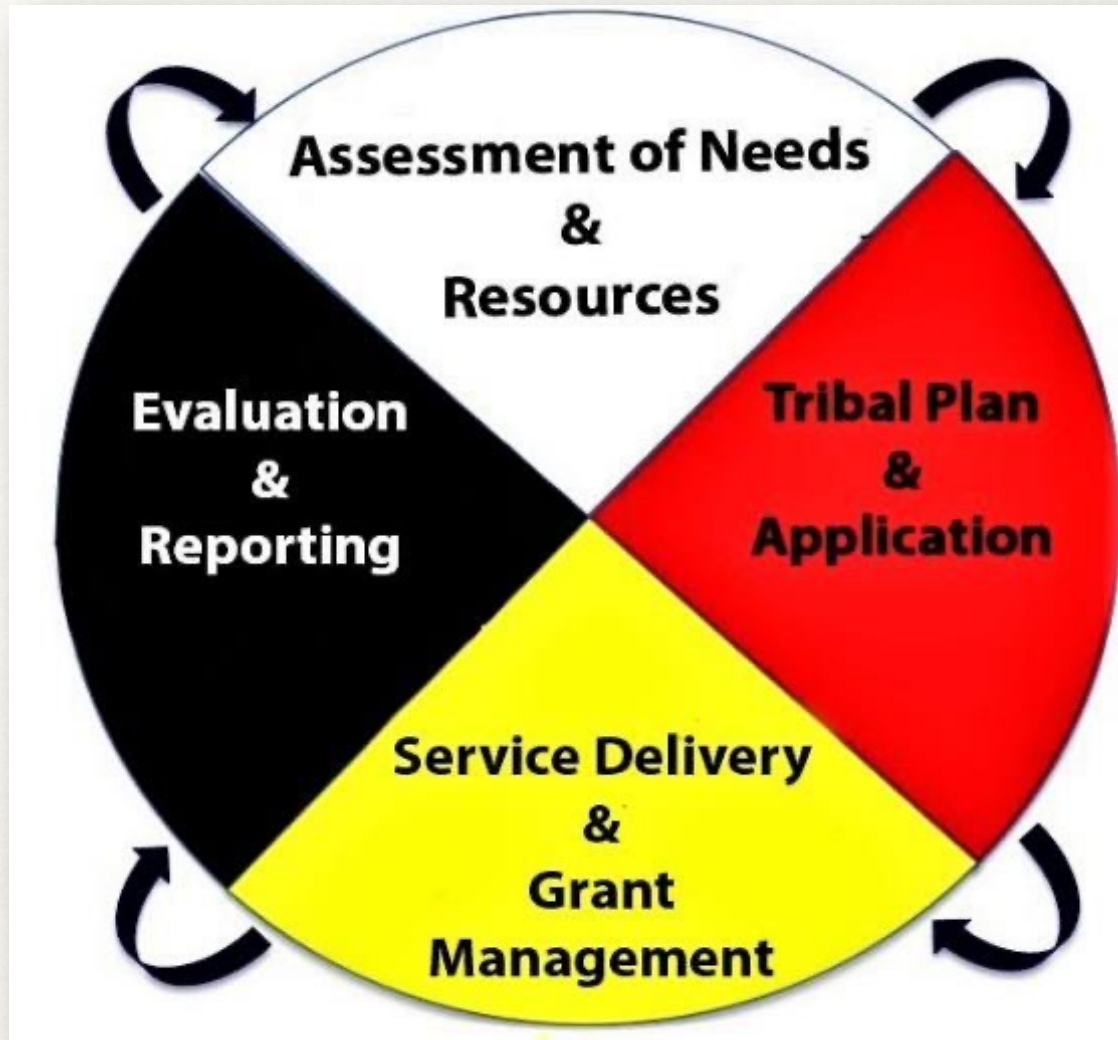 Assessment of Needs
&
Resources
Tribal Plan
&
Application
Service Delivery
&
Grant
Management
Evaluation
&
Reporting